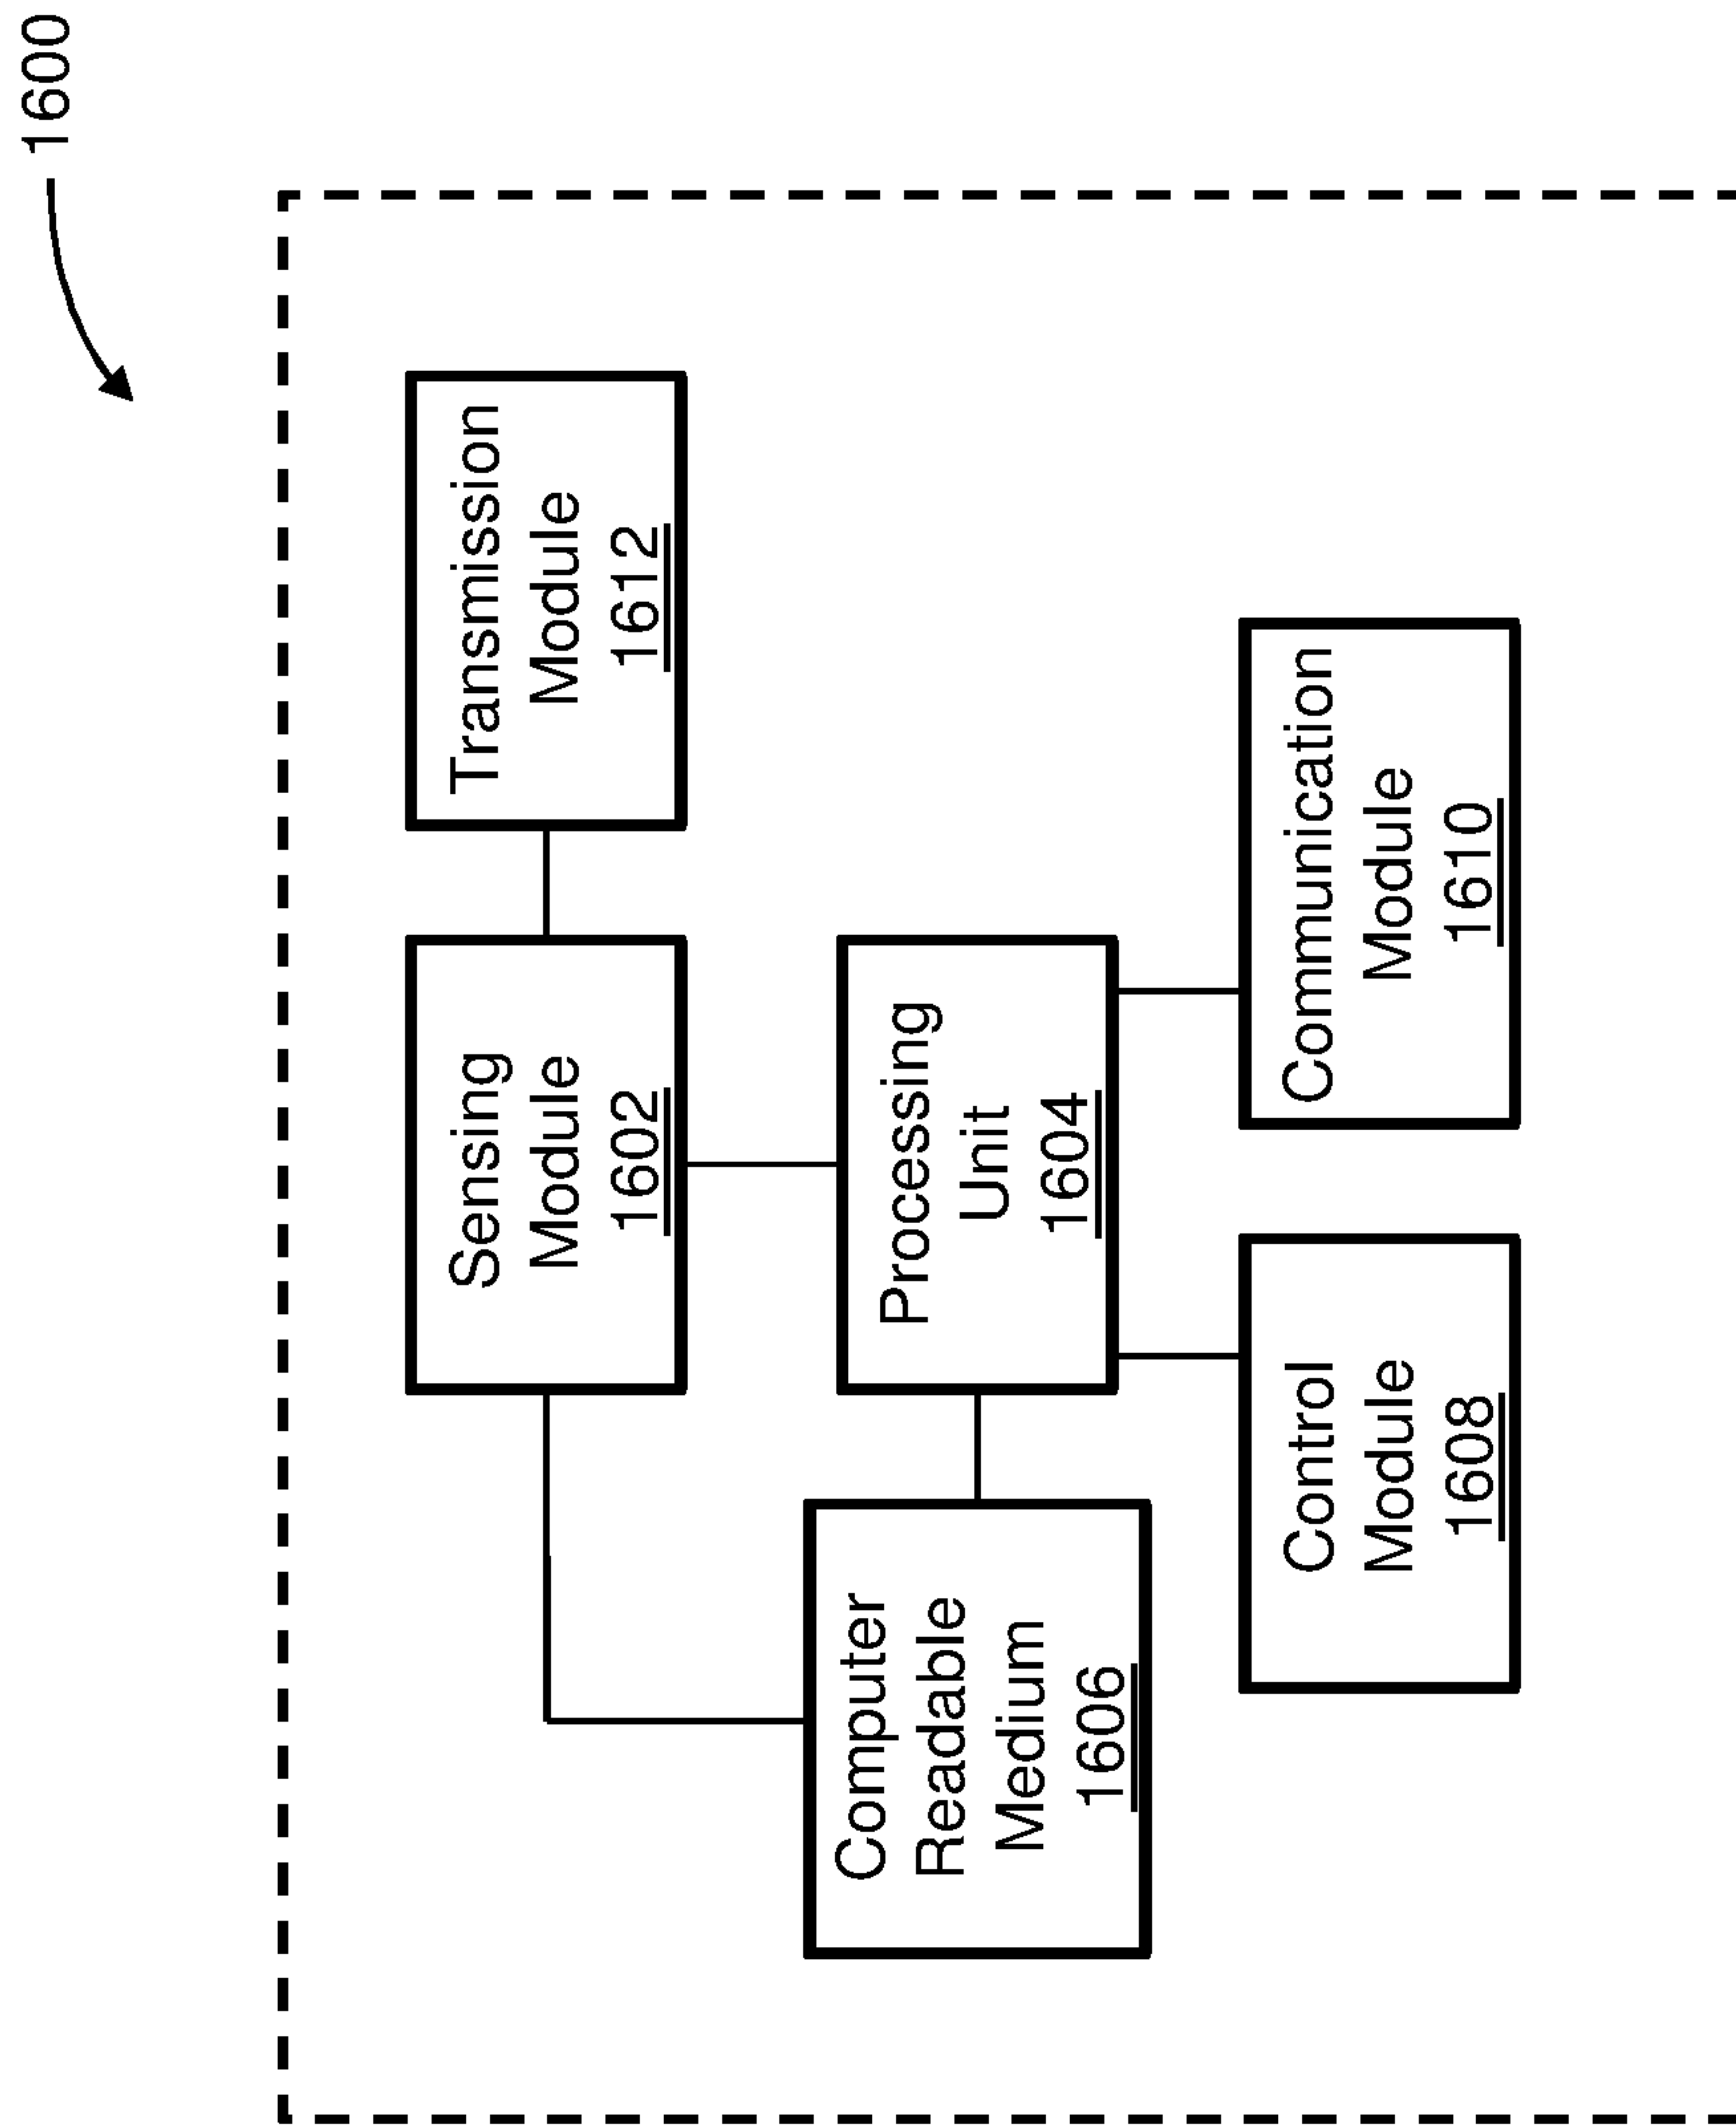 1600
Sensing
Module
1602
Transmission
Module
1612
Computer
Readable
Medium
1606
Processing
Unit
1604
Control
Module
1608
Communication
Module
1610